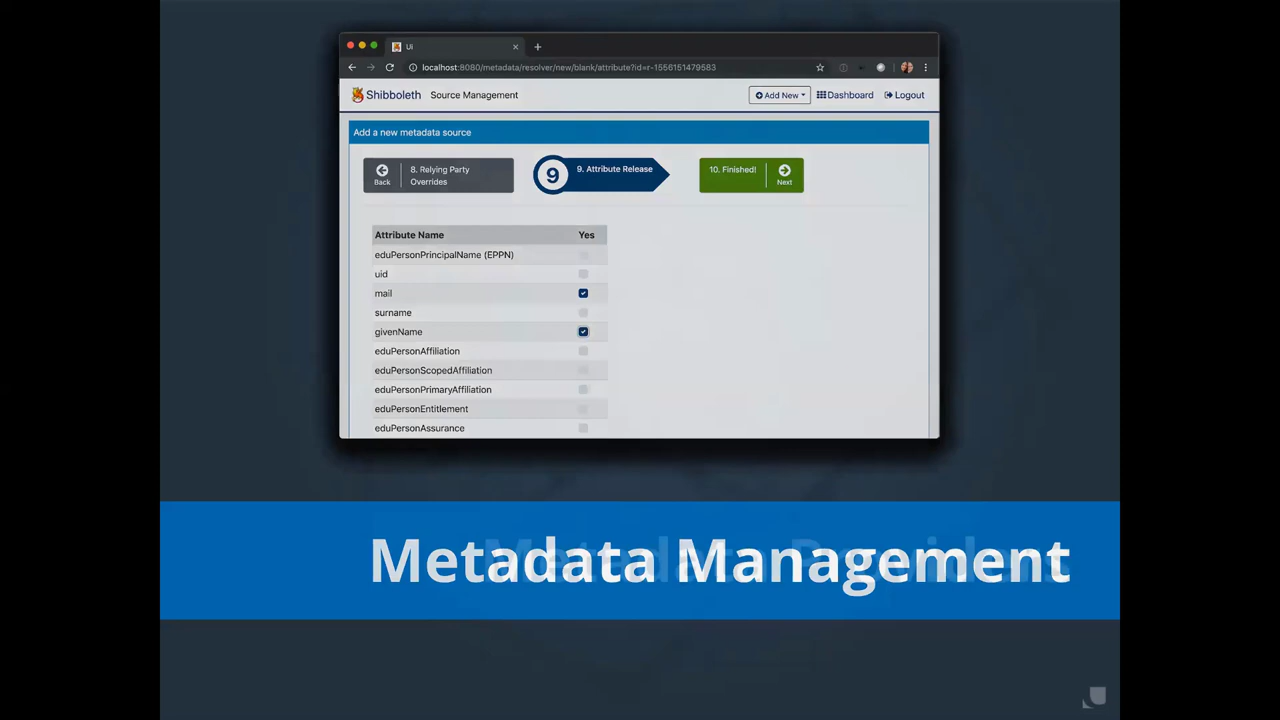 Ui
localhost:8080/metadata/resolver/new/blank/attribute?id=r-1556151479583
Shibboleth Source Management Add New Dashboard Logout
Add a new metadata source
Back 8. Relying Party Overrides 9 9. Attribute Release 10. Finished! Next
Attribute Name Yes
eduPersonPrincipalName (EPPN)
uid
mail
surname
givenName
eduPersonAffiliation
eduPersonScopedAffiliation
eduPersonPrimaryAffiliation
eduPersonEntitlement
eduPersonAssurance
Metadata Management
Metadata Providers